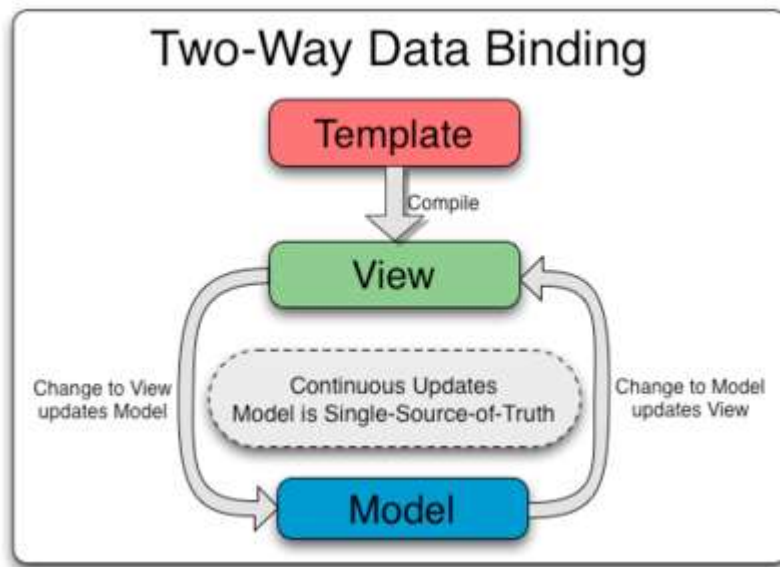 Two-Way Data Binding
Template
Compile
View
Change to View
updates Model
Continuous Updates
Model is Single-Source-of-Truth
Change to Model
updates View
Model